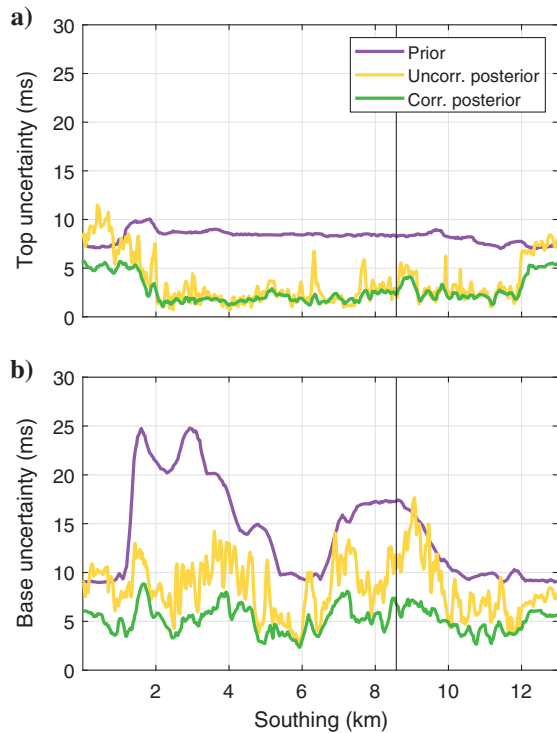 a)
Top uncertainty (ms)
30
25
20
15
10
5
0
Prior
Uncorr. posterior
Corr. posterior
b)
Base uncertainty (ms)
30
25
20
15
10
5
0
2 4 6 8 10 12
Southing (km)